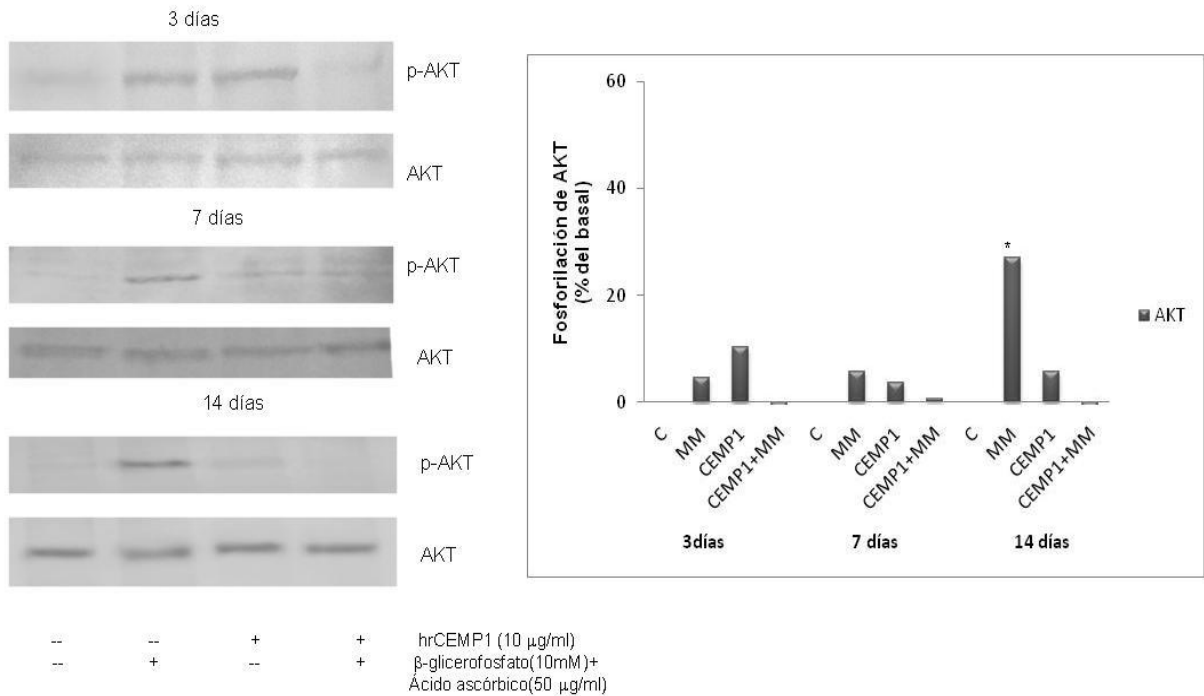 3 días
p-AKT
AKT
7 días
p-AKT
AKT
14 días
p-AKT
AKT
-- -- + + hrCEMP1 (10 µg/ml)
-- + -- + β-glicerofosfato(10mM)+
Ácido ascórbico(50 µg/ml)
Fosforilación de AKT
(% del basal)
60
40
20
0
*
AKT
C MM CEMP1 CEMP1+MM C MM CEMP1 CEMP1+MM C MM CEMP1 CEMP1+MM
3días 7 días 14 días